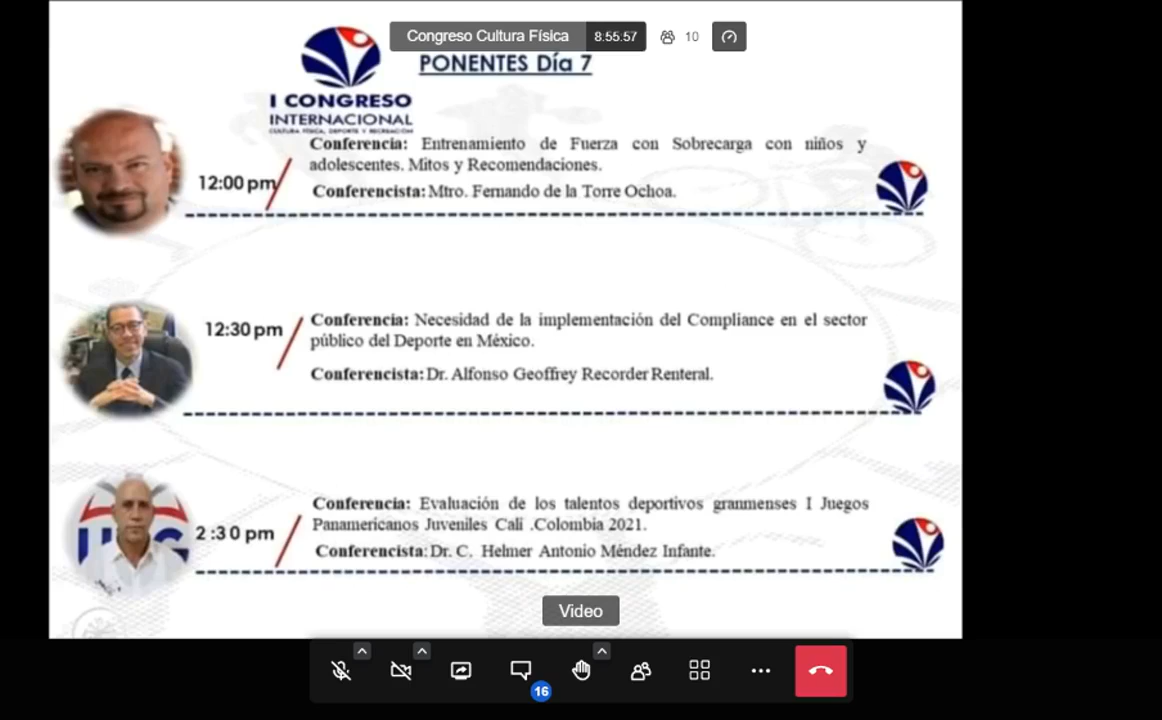 Congreso Cultura Física 8:55:57 10
PONENTES Día 7
I CONGRESO
INTERNACIONAL
CULTURA FÍSICA, DEPORTE Y RECREACIÓN
Conferencia: Entrenamiento de Fuerza con Sobrecarga con niños y
adolescentes. Mitos y Recomendaciones.
12:00 pm
Conferencista: Mtro. Fernando de la Torre Ochoa.
12:30 pm
Conferencia: Necesidad de la implementación del Compliance en el sector
público del Deporte en México.
Conferencista: Dr. Alfonso Geoffrey Recorder Renteral.
Conferencia: Evaluación de los talentos deportivos granmenses I Juegos
Panamericanos Juveniles Cali .Colombia 2021.
2 :30 pm
Conferencista: Dr. C. Helmer Antonio Méndez Infante.
Video
16